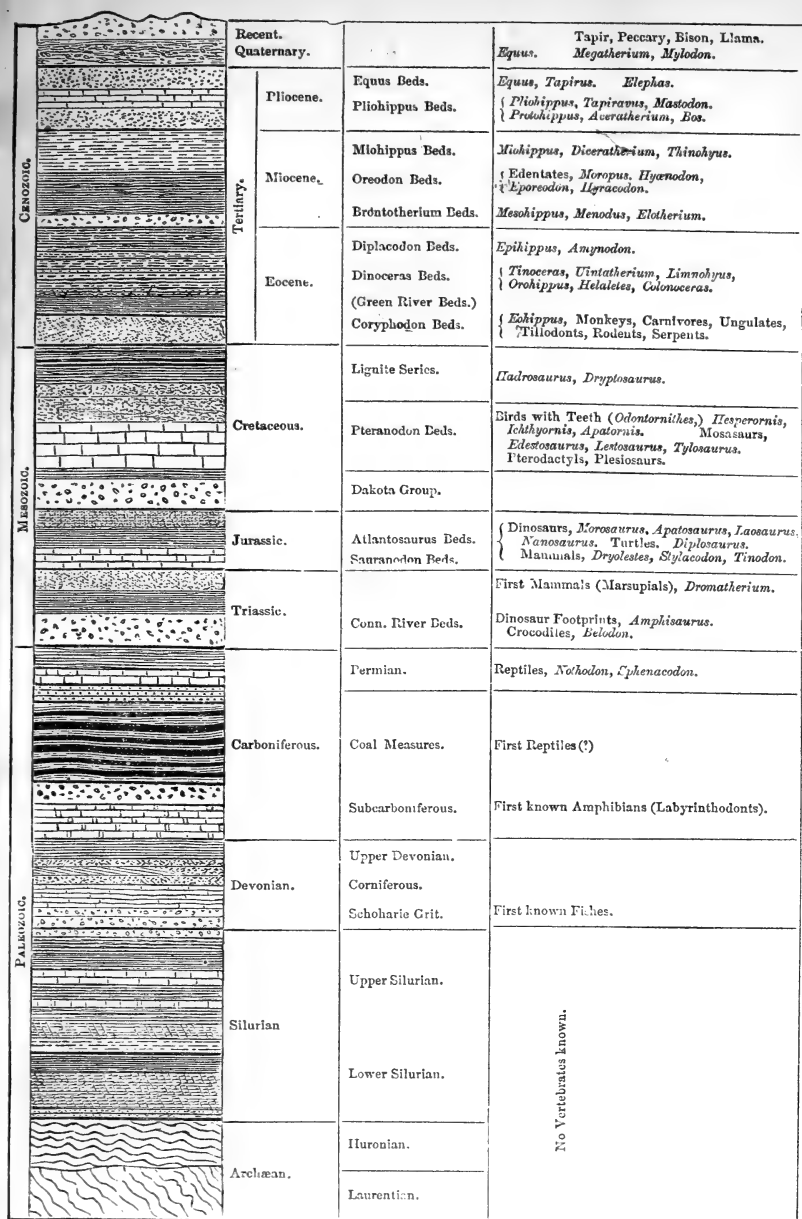 CENOZOIC.
MESOZOIC.
PALEOZOIC.
Recent.
Quaternary.
Tapir, Peccary, Bison, Llama.
Equus. Megatherium, Mylodon.
Tertiary.
Pliocene.
Equus Beds.
Equus, Tapirus. Elephas.
Pliohippus Beds.
{ Pliohippus, Tapiravus, Mastodon.
{ Protohippus, Aceratherium, Bos.
Miocene.
Miohippus Beds.
Miohippus, Diceratherium, Thinohyus.
Oreodon Beds.
{ Edentates, Moropus. Hyænodon,
{ Eporeodon, Hyracodon.
Brontotherium Beds.
Mesohippus, Menodus, Elotherium.
Eocene.
Diplacodon Beds.
Epihippus, Amynodon.
Dinoceras Beds.
{ Tinoceras, Uintatherium, Limnohyus,
{ Orohippus, Helaletes, Colonoceras.
(Green River Beds.)
Coryphodon Beds.
{ Eohippus, Monkeys, Carnivores, Ungulates,
{ Tillodonts, Rodents, Serpents.
Cretaceous.
Lignite Series.
Hadrosaurus, Dryptosaurus.
Pteranodon Beds.
Birds with Teeth (Odontornithes,) Hesperornis,
Ichthyornis, Apatornis. Mosasaurs,
Edestosaurus, Lestosaurus, Tylosaurus.
Pterodactyls, Plesiosaurs.
Dakota Group.
Jurassic.
Atlantosaurus Beds.
Sauranodon Beds.
{ Dinosaurs, Morosaurus, Apatosaurus, Laosaurus,
Nanosaurus. Turtles. Diplosaurus.
Mammals, Dryolestes, Stylacodon, Tinodon.
Triassic.
First Mammals (Marsupials), Dromatherium.
Conn. River Beds.
Dinosaur Footprints, Amphisaurus.
Crocodiles, Belodon.
Carboniferous.
Permian.
Reptiles, Nothodon, Sphenacodon.
Coal Measures.
First Reptiles (?)
Subcarboniferous.
First known Amphibians (Labyrinthodonts).
Devonian.
Upper Devonian.
Corniferous.
Schoharie Grit.
First known Fishes.
Silurian
Upper Silurian.
Lower Silurian.
No Vertebrates known.
Archæan.
Huronian.
Laurentian.